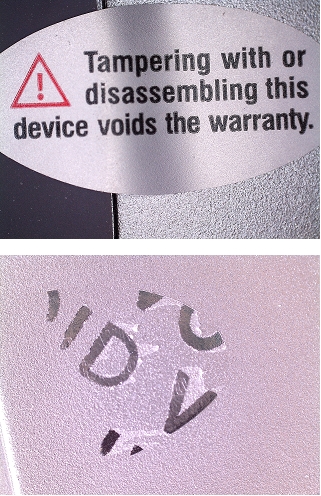 Tampering with or
disassembling this
device voids the warranty.